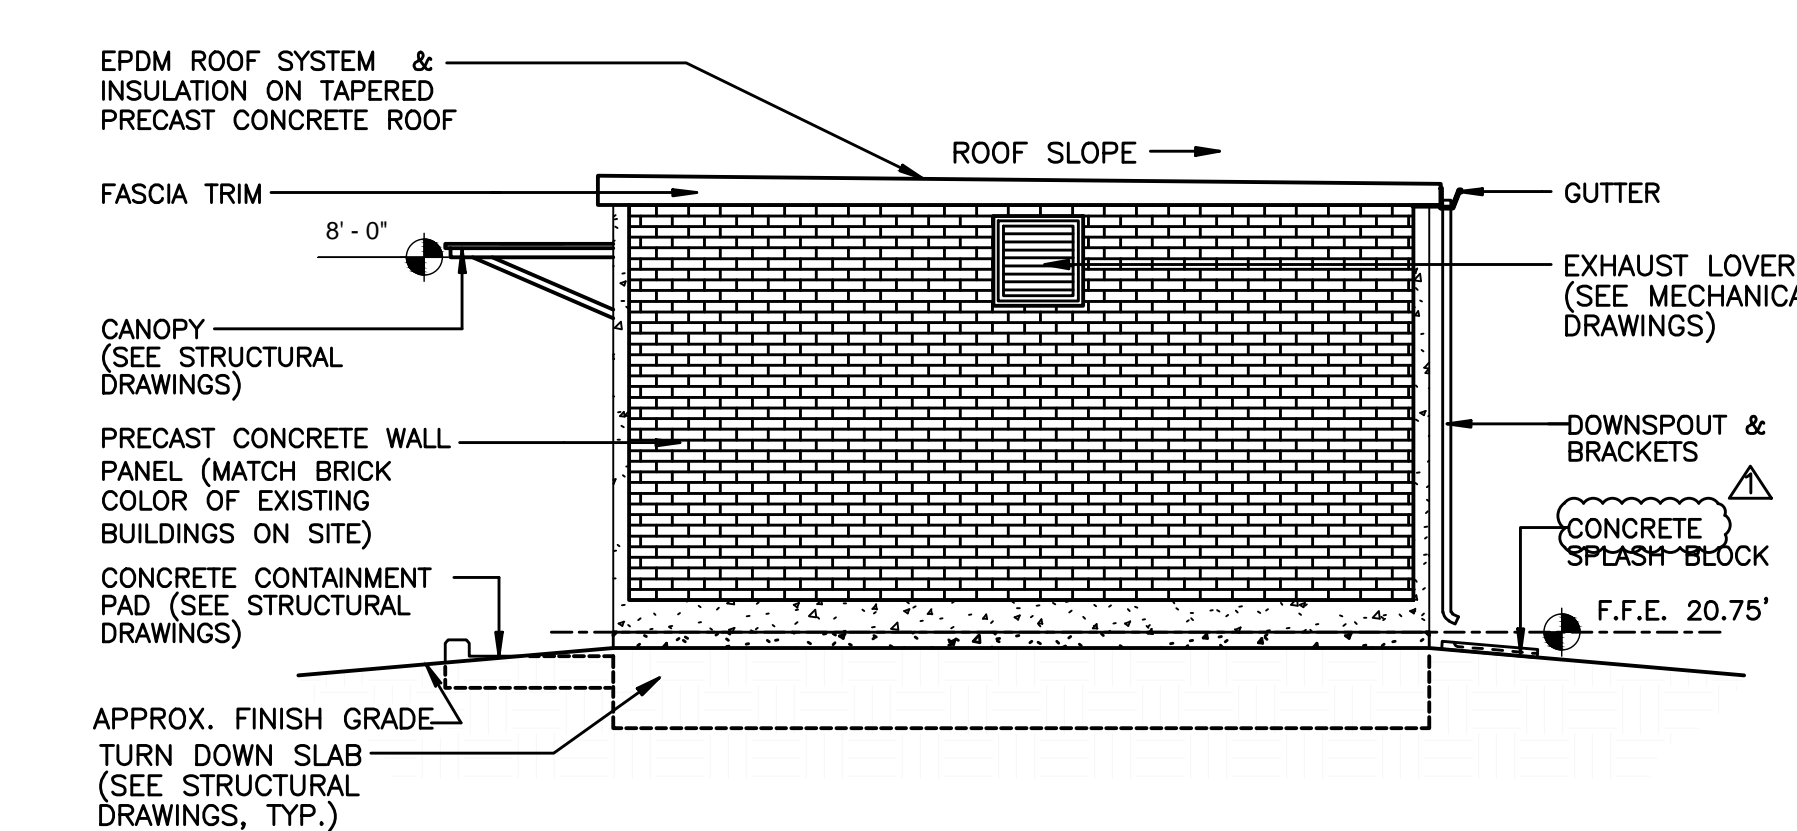 EPDM ROOF SYSTEM &
INSULATION ON TAPERED
PRECAST CONCRETE ROOF
ROOF SLOPE
FASCIA TRIM
GUTTER
8' - 0"
EXHAUST LOVER
(SEE MECHANICA
DRAWINGS)
CANOPY
(SEE STRUCTURAL
DRAWINGS)
DOWNSPOUT &
BRACKETS
PRECAST CONCRETE WALL
PANEL (MATCH BRICK
COLOR OF EXISTING
BUILDINGS ON SITE)
1
CONCRETE
SPLASH BLOCK
CONCRETE CONTAINMENT
PAD (SEE STRUCTURAL
DRAWINGS)
F.F.E. 20.75'
APPROX. FINISH GRADE
TURN DOWN SLAB
(SEE STRUCTURAL
DRAWINGS, TYP.)